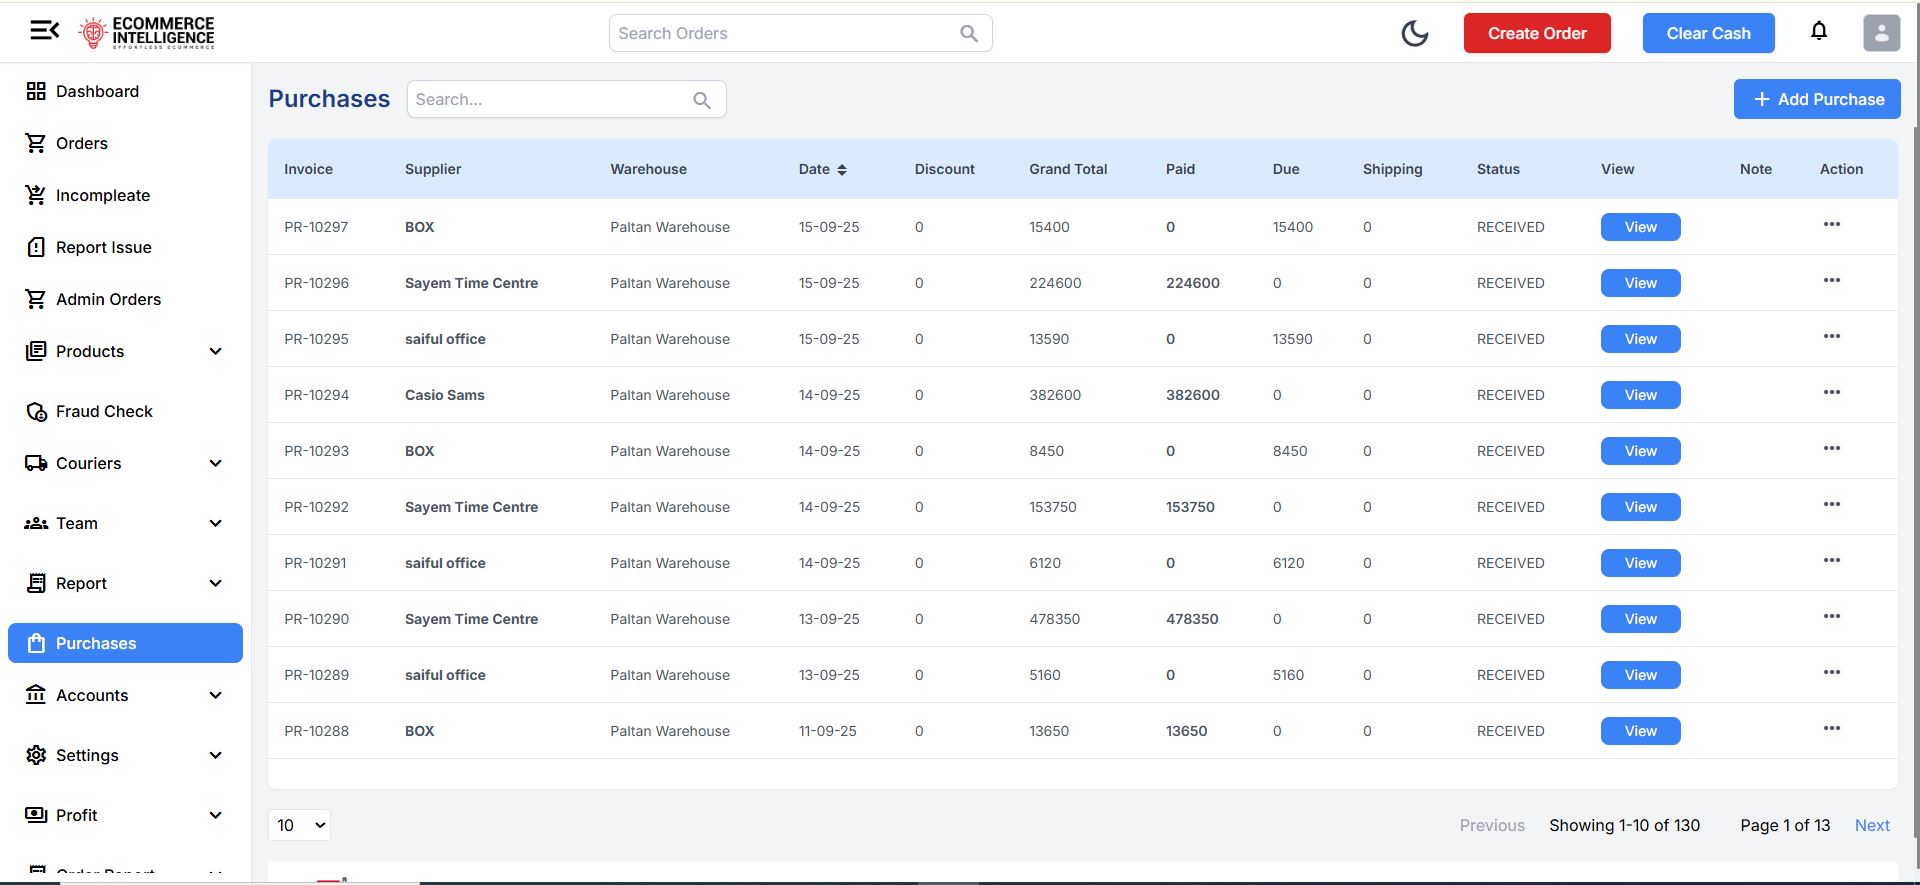 ECOMMERCE
INTELLIGENCE
EFFORTLESS ECOMMERCE
Search Orders
Create Order
Clear Cash
Dashboard
Orders
Incompleate
Report Issue
Admin Orders
Products
Fraud Check
Couriers
Team
Report
Purchases
Accounts
Settings
Profit
Order Report
Purchases
Search...
+ Add Purchase
Invoice Supplier Warehouse Date Discount Grand Total Paid Due Shipping Status View Note Action
PR-10297 BOX Paltan Warehouse 15-09-25 0 15400 0 15400 0 RECEIVED View ...
PR-10296 Sayem Time Centre Paltan Warehouse 15-09-25 0 224600 224600 0 0 RECEIVED View ...
PR-10295 saiful office Paltan Warehouse 15-09-25 0 13590 0 13590 0 RECEIVED View ...
PR-10294 Casio Sams Paltan Warehouse 14-09-25 0 382600 382600 0 0 RECEIVED View ...
PR-10293 BOX Paltan Warehouse 14-09-25 0 8450 0 8450 0 RECEIVED View ...
PR-10292 Sayem Time Centre Paltan Warehouse 14-09-25 0 153750 153750 0 0 RECEIVED View ...
PR-10291 saiful office Paltan Warehouse 14-09-25 0 6120 0 6120 0 RECEIVED View ...
PR-10290 Sayem Time Centre Paltan Warehouse 13-09-25 0 478350 478350 0 0 RECEIVED View ...
PR-10289 saiful office Paltan Warehouse 13-09-25 0 5160 0 5160 0 RECEIVED View ...
PR-10288 BOX Paltan Warehouse 11-09-25 0 13650 13650 0 0 RECEIVED View ...
10 Previous Showing 1-10 of 130 Page 1 of 13 Next